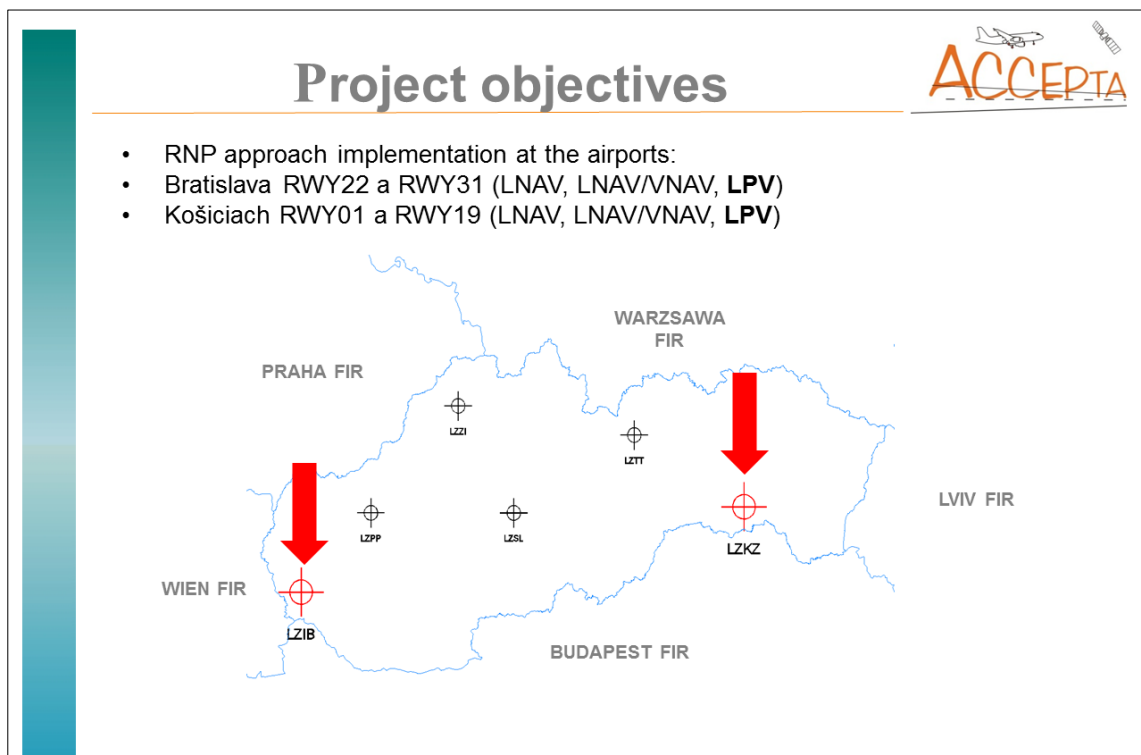 Project objectives
ACCEPTA
• RNP approach implementation at the airports:
• Bratislava RWY22 a RWY31 (LNAV, LNAV/VNAV, LPV)
• Košiciach RWY01 a RWY19 (LNAV, LNAV/VNAV, LPV)
WARZSAWA
FIR
PRAHA FIR
LZZI
LZTT
LVIV FIR
LZPP
LZSL
LZKZ
WIEN FIR
LZIB
BUDAPEST FIR